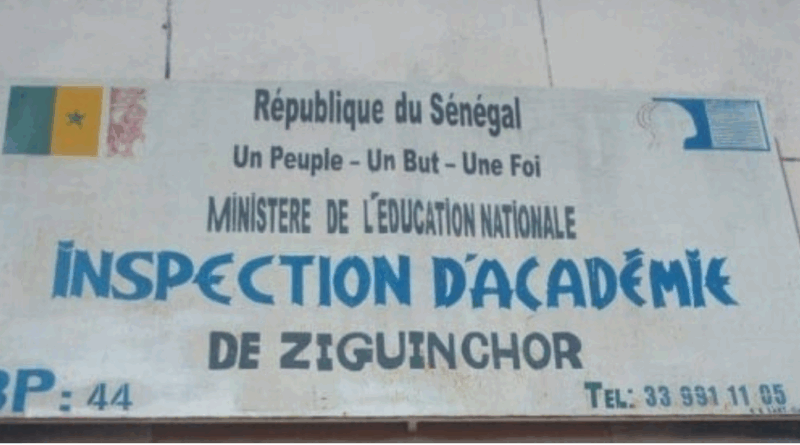 République du Sénégal
Un Peuple - Un But - Une Foi
MINISTERE DE L'EDUCATION NATIONALE
INSPECTION D'ACADÉMIE
DE ZIGUINCHOR
BP: 44
TEL: 33 991 11 05